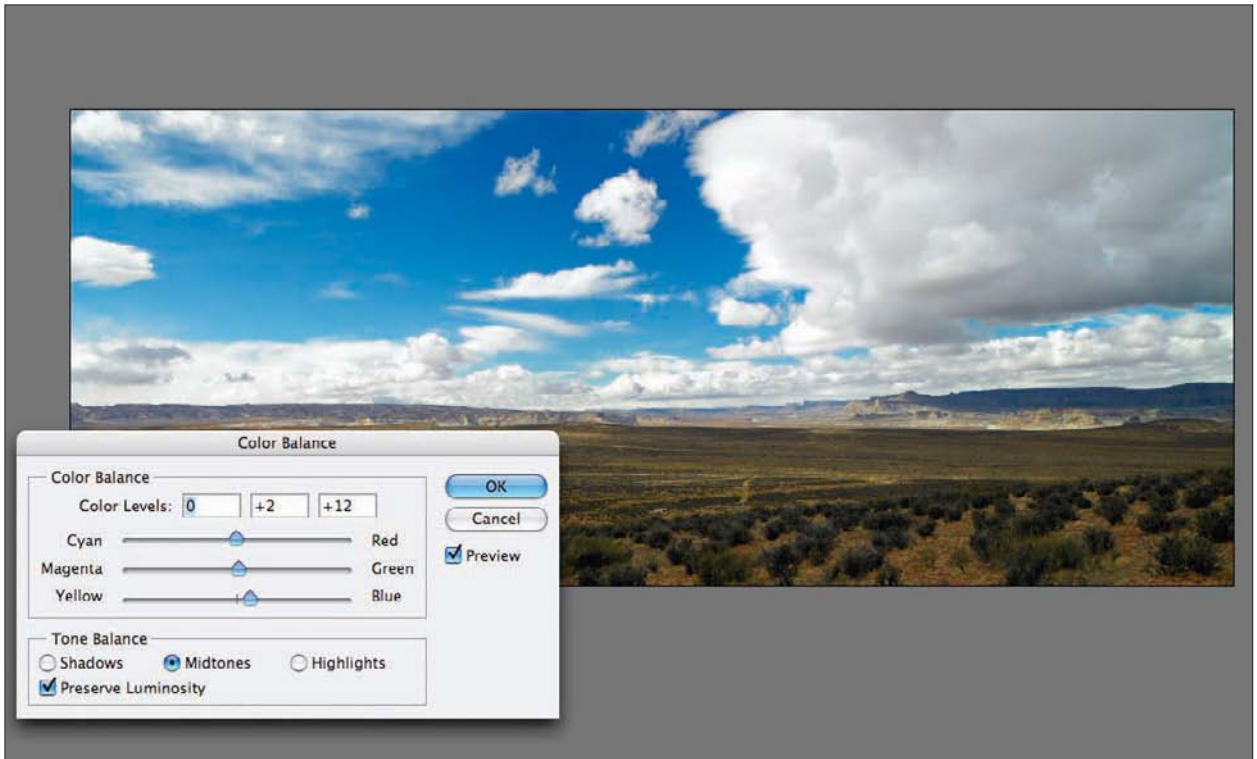 Color Balance
Color Balance
Color Levels: 0 +2 +12
Cyan Red
Magenta Green
Yellow Blue
OK
Cancel
Preview
Tone Balance
Shadows Midtones Highlights
Preserve Luminosity